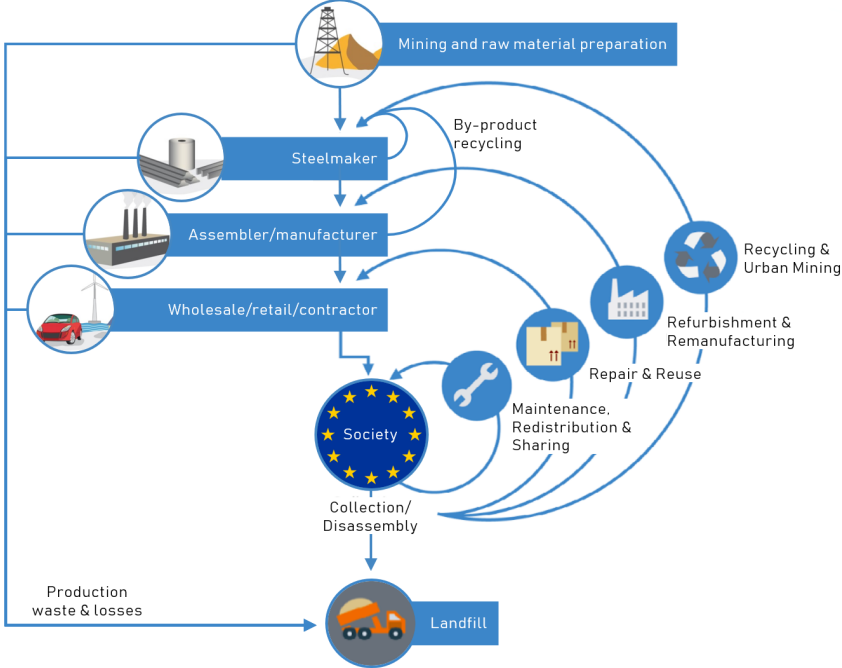 Mining and raw material preparation
By-product
recycling
Steelmaker
Assembler/manufacturer
Recycling &
Urban Mining
Wholesale/retail/contractor
Refurbishment &
Remanufacturing
Repair & Reuse
Maintenance,
Redistribution &
Sharing
Society
Collection/
Disassembly
Production
waste & losses
Landfill